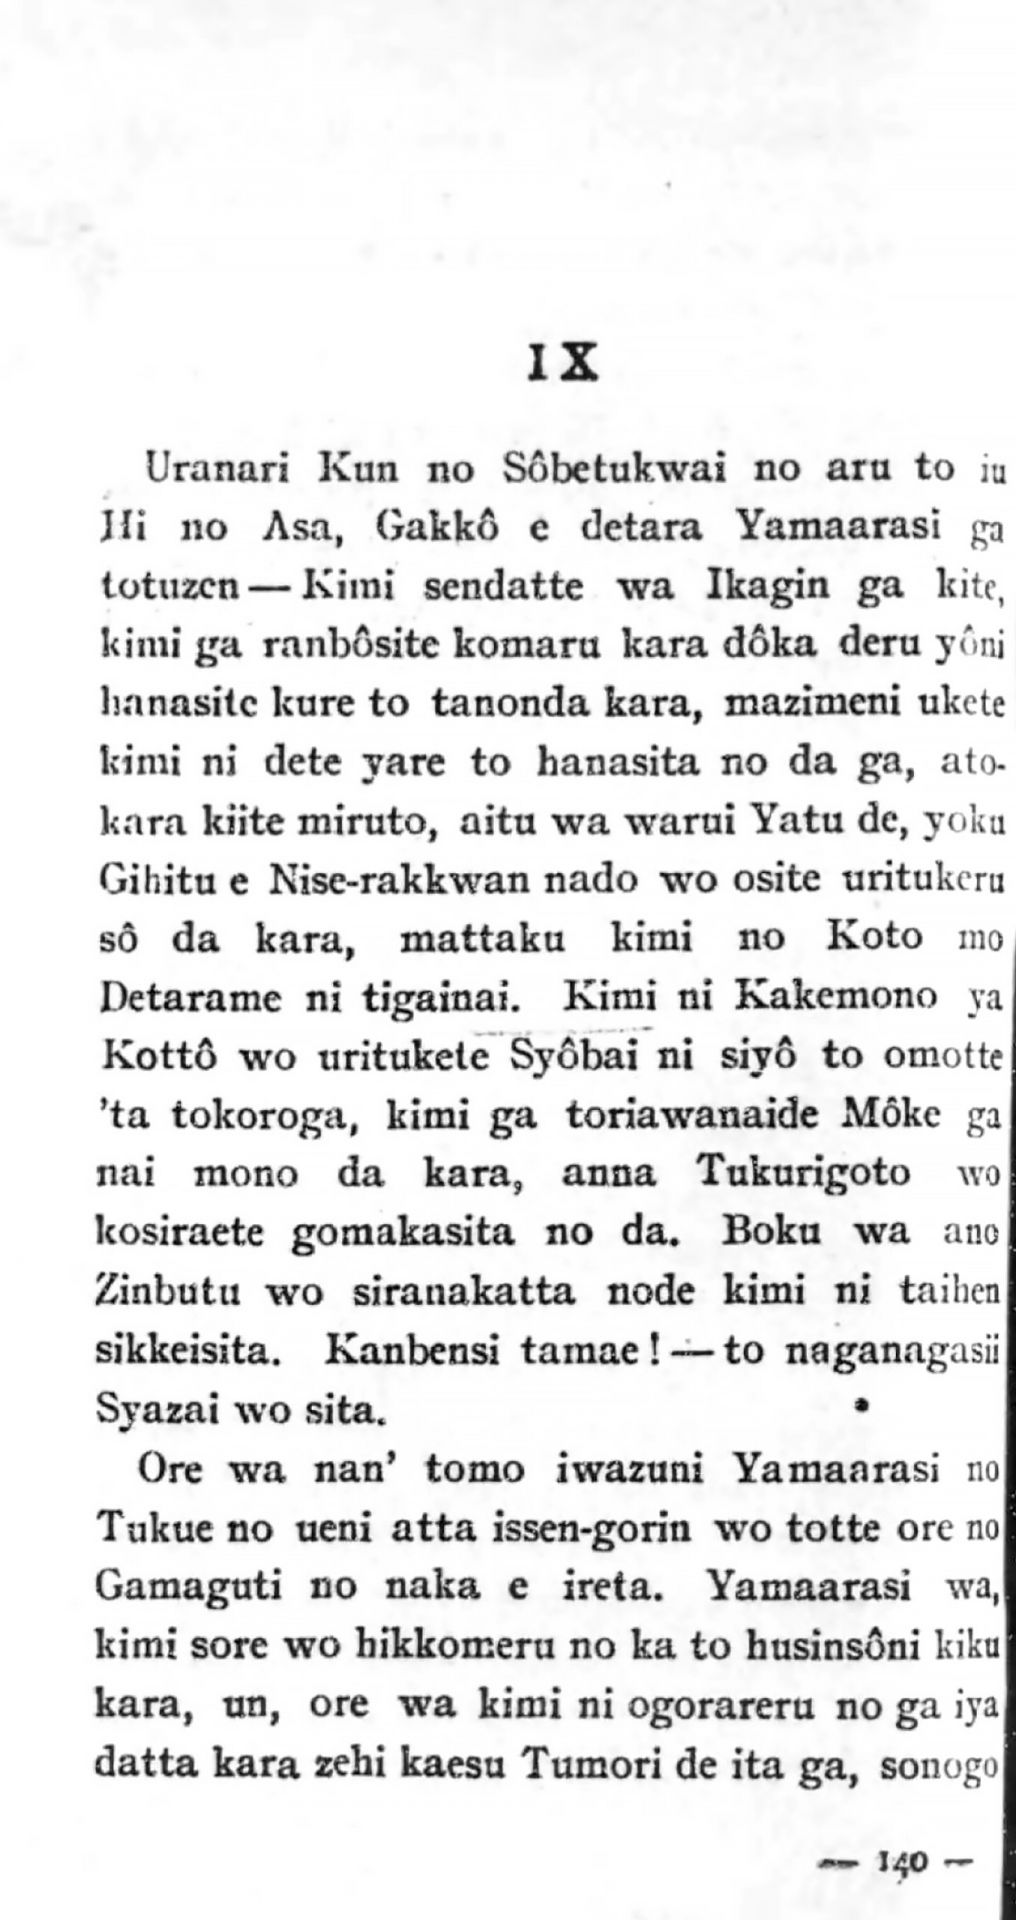 IX
Uranari Kun no Sôbetukwai no aru to iu
Hi no Asa, Gakkô e detara Yamaarasi ga
totuzen — Kimi sendatte wa Ikagin ga kite,
kimi ga ranbôsite komaru kara dôka deru yôni
hanasite kure to tanonda kara, mazimeni ukete
kimi ni dete yare to hanasita no da ga, ato-
kara kiite miruto, aitu wa warui Yatu de, yoku
Gihitu e Nise-rakkwan nado wo osite uritukeru
sô da kara, mattaku kimi no Koto mo
Detarame ni tigainai. Kimi ni Kakemono ya
Kottô wo uritukete Syôbai ni siyô to omotte
’ta tokoroga, kimi ga toriawanaide Môke ga
nai mono da kara, anna Tukurigoto wo
kosiraete gomakasita no da. Boku wa ano
Zinbutu wo siranakatta node kimi ni taihen
sikkeisita. Kanbensi tamae! — to naganagasii
Syazai wo sita.
Ore wa nan’ tomo iwazuni Yamaarasi no
Tukue no ueni atta issen-gorin wo totte ore no
Gamaguti no naka e ireta. Yamaarasi wa,
kimi sore wo hikkomeru no ka to husinsôni kiku
kara, un, ore wa kimi ni ogorareru no ga iya
datta kara zehi kaesu Tumori de ita ga, sonogo
— 140 —